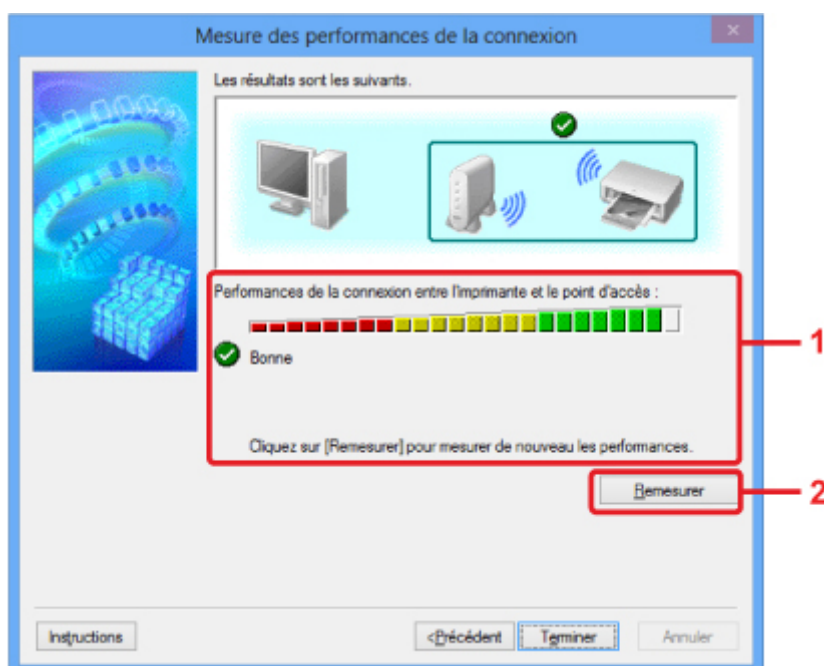 Mesure des performances de la connexion
Les résultats sont les suivants.
Performances de la connexion entre l'imprimante et le point d'accès :
Bonne
Cliquez sur [Remesurer] pour mesurer de nouveau les performances.
1
Remesurer
2
Instructions
<Précédent
Terminer
Annuler